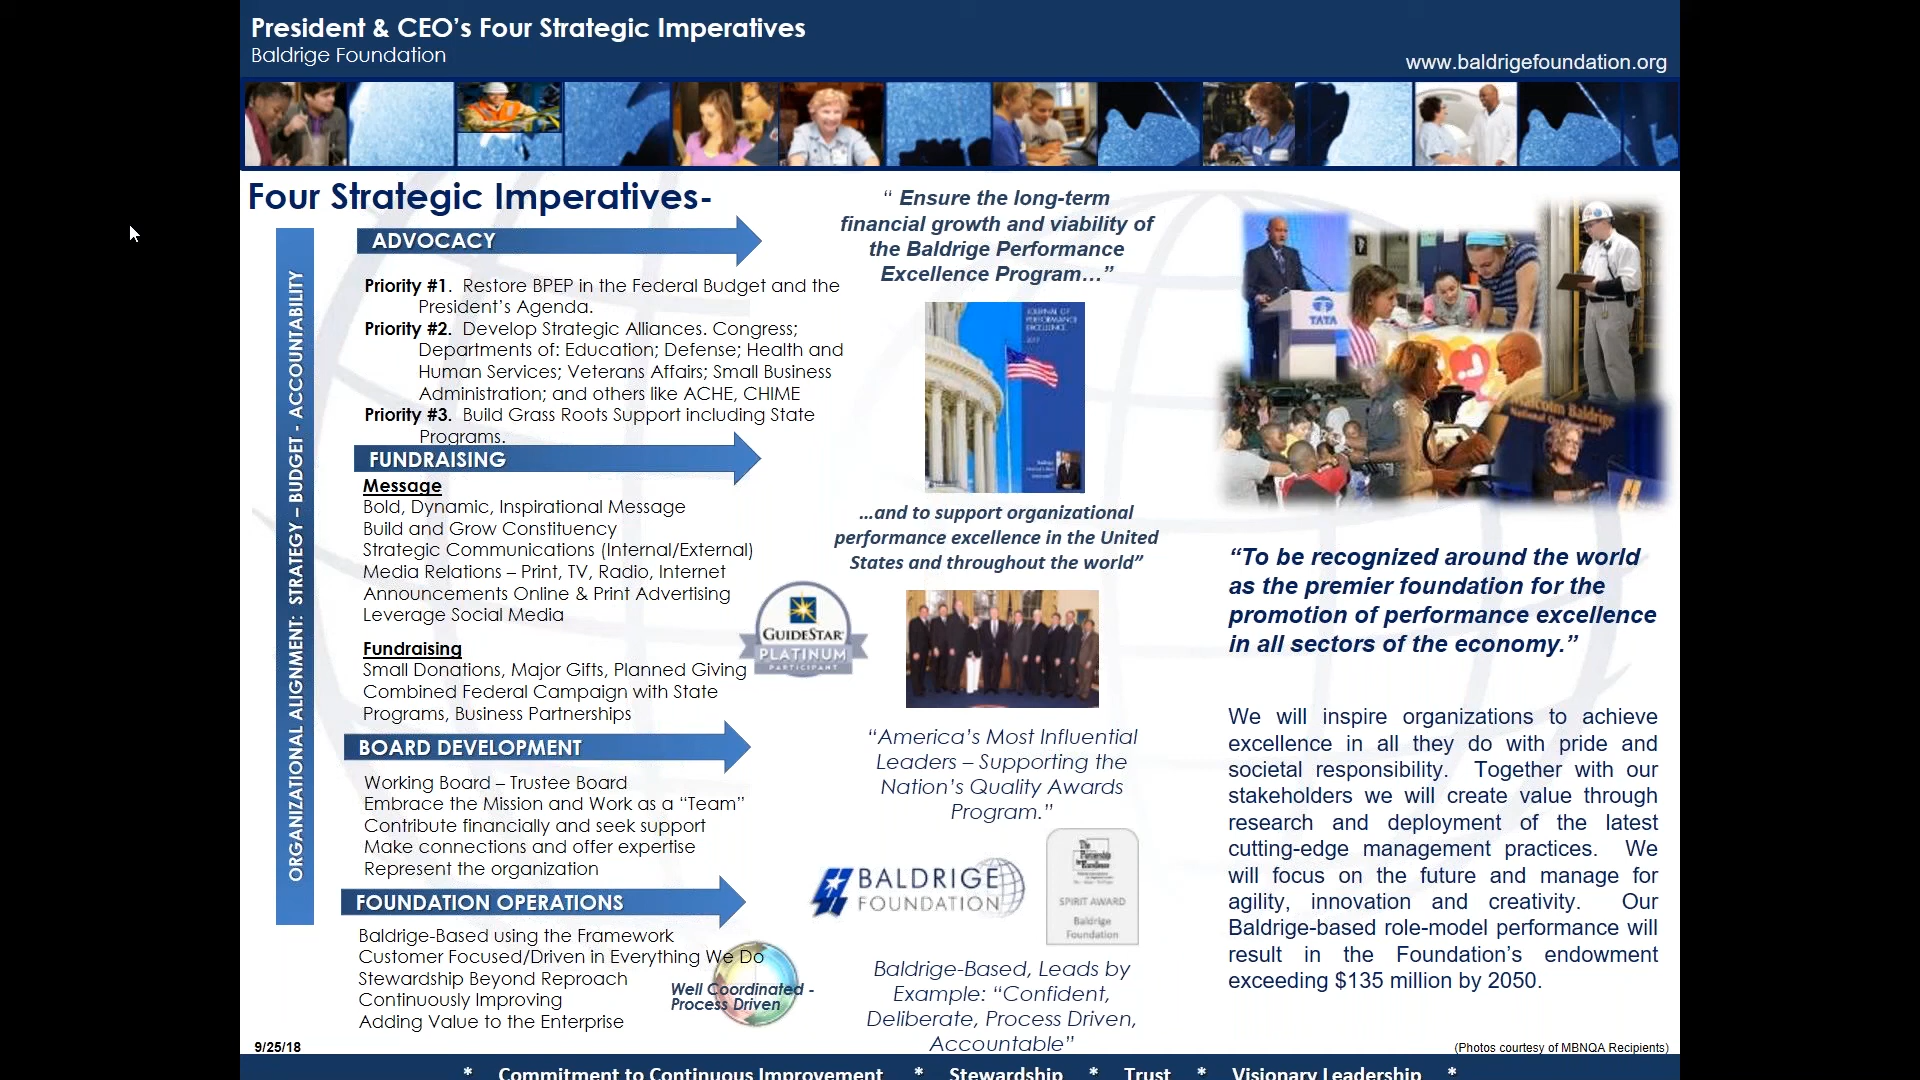 President & CEO’s Four Strategic Imperatives
Baldrige Foundation
www.baldrigefoundation.org
Four Strategic Imperatives-
ORGANIZATIONAL ALIGNMENT: STRATEGY – BUDGET - ACCOUNTABILITY
ADVOCACY
Priority #1. Restore BPEP in the Federal Budget and the
President’s Agenda.
Priority #2. Develop Strategic Alliances. Congress;
Departments of: Education; Defense; Health and
Human Services; Veterans Affairs; Small Business
Administration; and others like ACHE, CHIME
Priority #3. Build Grass Roots Support including State
Programs.
FUNDRAISING
Message
Bold, Dynamic, Inspirational Message
Build and Grow Constituency
Strategic Communications (Internal/External)
Media Relations – Print, TV, Radio, Internet
Announcements Online & Print Advertising
Leverage Social Media
Fundraising
Small Donations, Major Gifts, Planned Giving
Combined Federal Campaign with State
Programs, Business Partnerships
GUIDESTAR
PLATINUM
PARTICIPANT
BOARD DEVELOPMENT
Working Board – Trustee Board
Embrace the Mission and Work as a “Team”
Contribute financially and seek support
Make connections and offer expertise
Represent the organization
FOUNDATION OPERATIONS
Baldrige-Based using the Framework
Customer Focused/Driven in Everything We Do
Stewardship Beyond Reproach
Continuously Improving
Adding Value to the Enterprise
Well Coordinated -
Process Driven
“ Ensure the long-term
financial growth and viability of
the Baldrige Performance
Excellence Program…”
JOURNAL OF
PERFORMANCE
EXCELLENCE
2017
…and to support organizational
performance excellence in the United
States and throughout the world”
“America’s Most Influential
Leaders – Supporting the
Nation’s Quality Awards
Program.”
BALDRIGE
FOUNDATION
SPIRIT AWARD
Baldrige
Foundation
Baldrige-Based, Leads by
Example: “Confident,
Deliberate, Process Driven,
Accountable”
TATA
Malcolm Baldrige
“To be recognized around the world
as the premier foundation for the
promotion of performance excellence
in all sectors of the economy.”
We will inspire organizations to achieve
excellence in all they do with pride and
societal responsibility. Together with our
stakeholders we will create value through
research and deployment of the latest
cutting-edge management practices. We
will focus on the future and manage for
agility, innovation and creativity. Our
Baldrige-based role-model performance will
result in the Foundation’s endowment
exceeding $135 million by 2050.
9/25/18
(Photos courtesy of MBNQA Recipients)
* Commitment to Continuous Improvement * Stewardship * Trust * Visionary Leadership *